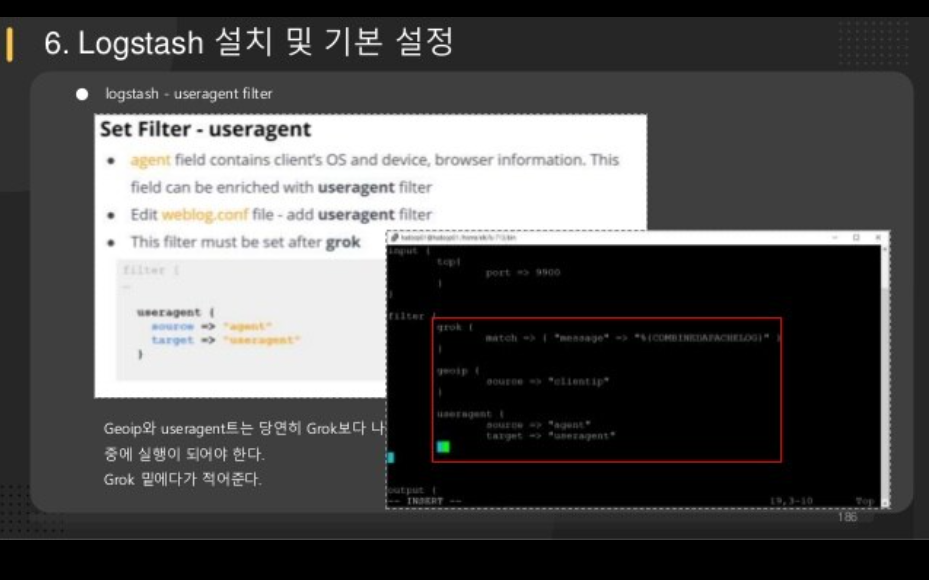 6. Logstash 설치 및 기본 설정
logstash - useragent filter
Set Filter - useragent
agent field contains client's OS and device, browser information. This
field can be enriched with useragent filter
Edit weblog.conf file - add useragent filter
This filter must be set after grok
filter {
useragent {
source => "agent"
target => "useragent"
}
Geoip와 useragent트는 당연히 Grok보다 나
중에 실행이 되어야 한다.
Grok 밑에다가 적어준다.
input {
tcp{
port => 9900
}
}
filter {
grok {
match => { "message" => "%{COMBINEDAPACHELOG}" }
}
geoip {
source => "clientip"
}
useragent {
source => "agent"
target => "useragent"
output {
-- INSERT --
19,3-10
Top
186